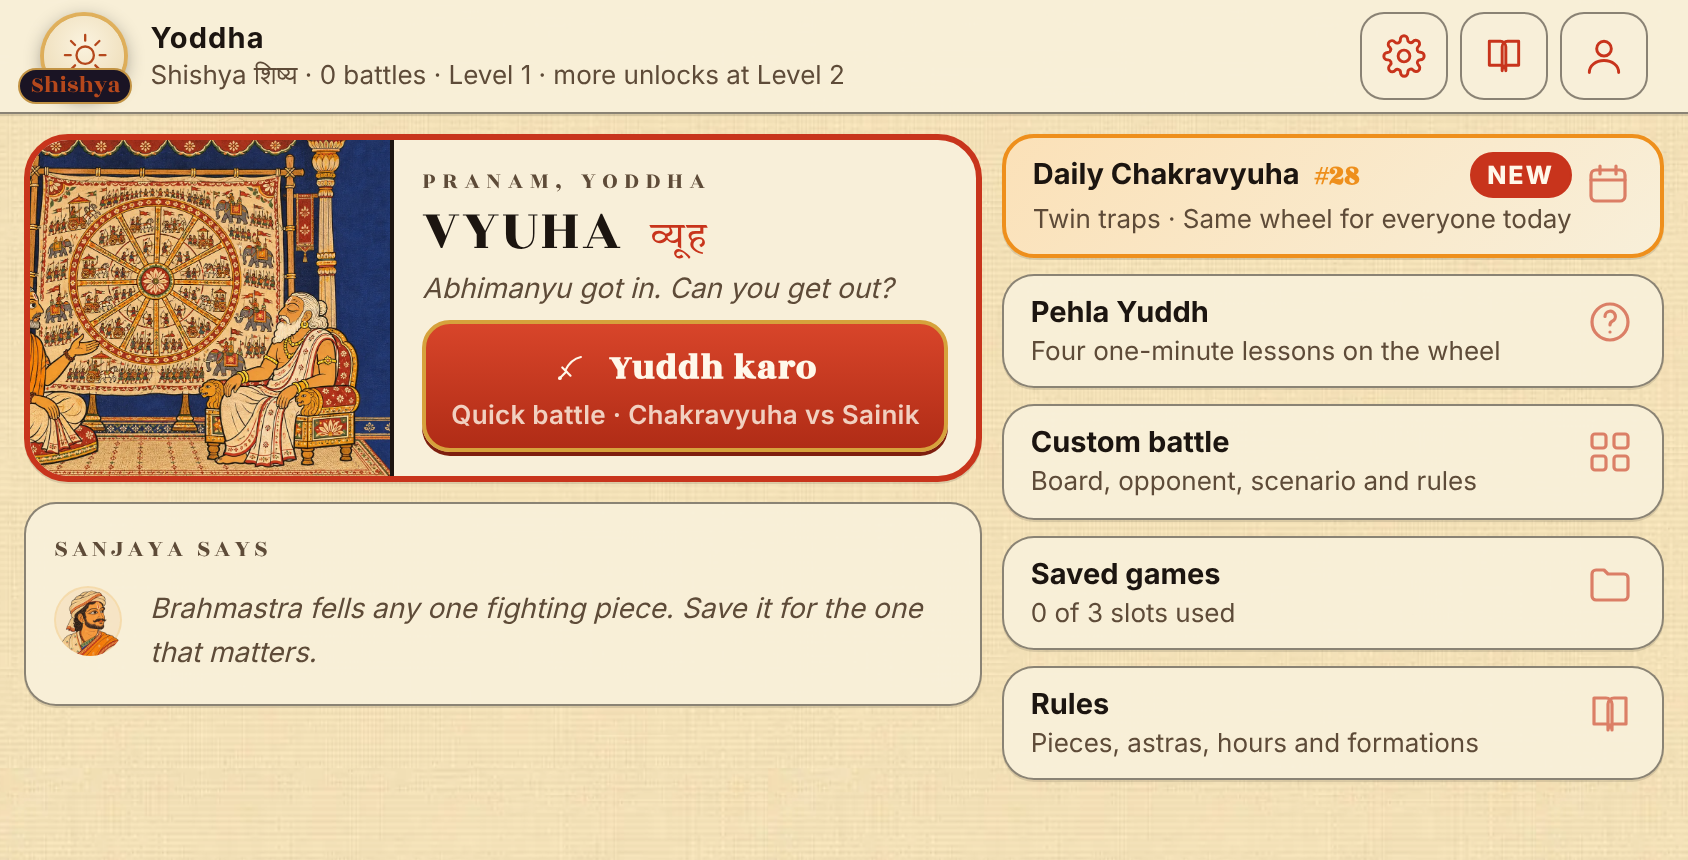 Shishya
Yoddha
Shishya शिष्य · 0 battles · Level 1 · more unlocks at Level 2
PRANAM, YODDHA
VYUHA व्यूह
Abhimanyu got in. Can you get out?
Yuddh karo
Quick battle · Chakravyuha vs Sainik
SANJAYA SAYS
Brahmastra fells any one fighting piece. Save it for the one
that matters.
Daily Chakravyuha #28 NEW
Twin traps · Same wheel for everyone today
Pehla Yuddh
Four one-minute lessons on the wheel
Custom battle
Board, opponent, scenario and rules
Saved games
0 of 3 slots used
Rules
Pieces, astras, hours and formations